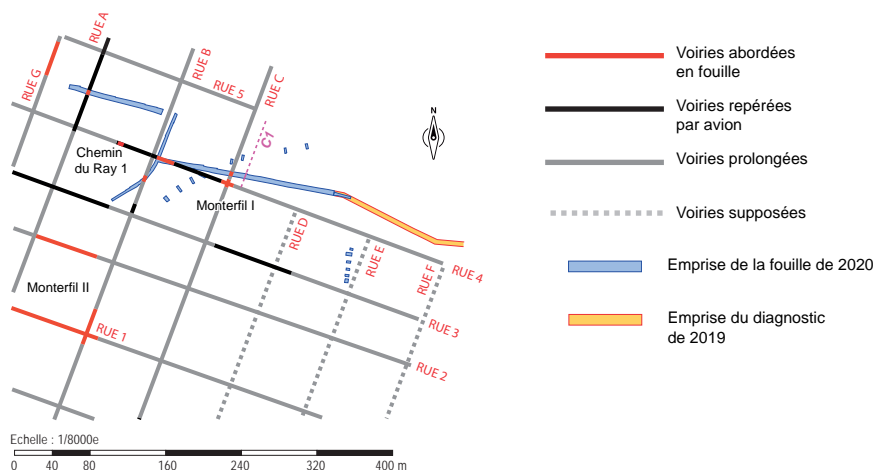 RUE A
RUE B
RUE G
RUE C
RUE 5
C1
N
Chemin
du Ray 1
Monterfil I
RUE D
RUE E
RUE F
RUE 4
Monterfil II
RUE 1
RUE 3
RUE 2
Echelle : 1/8000e
0 40 80 160 240 320 400 m
Voiries abordées
en fouille
Voiries repérées
par avion
Voiries prolongées
Voiries supposées
Emprise de la fouille de 2020
Emprise du diagnostic
de 2019